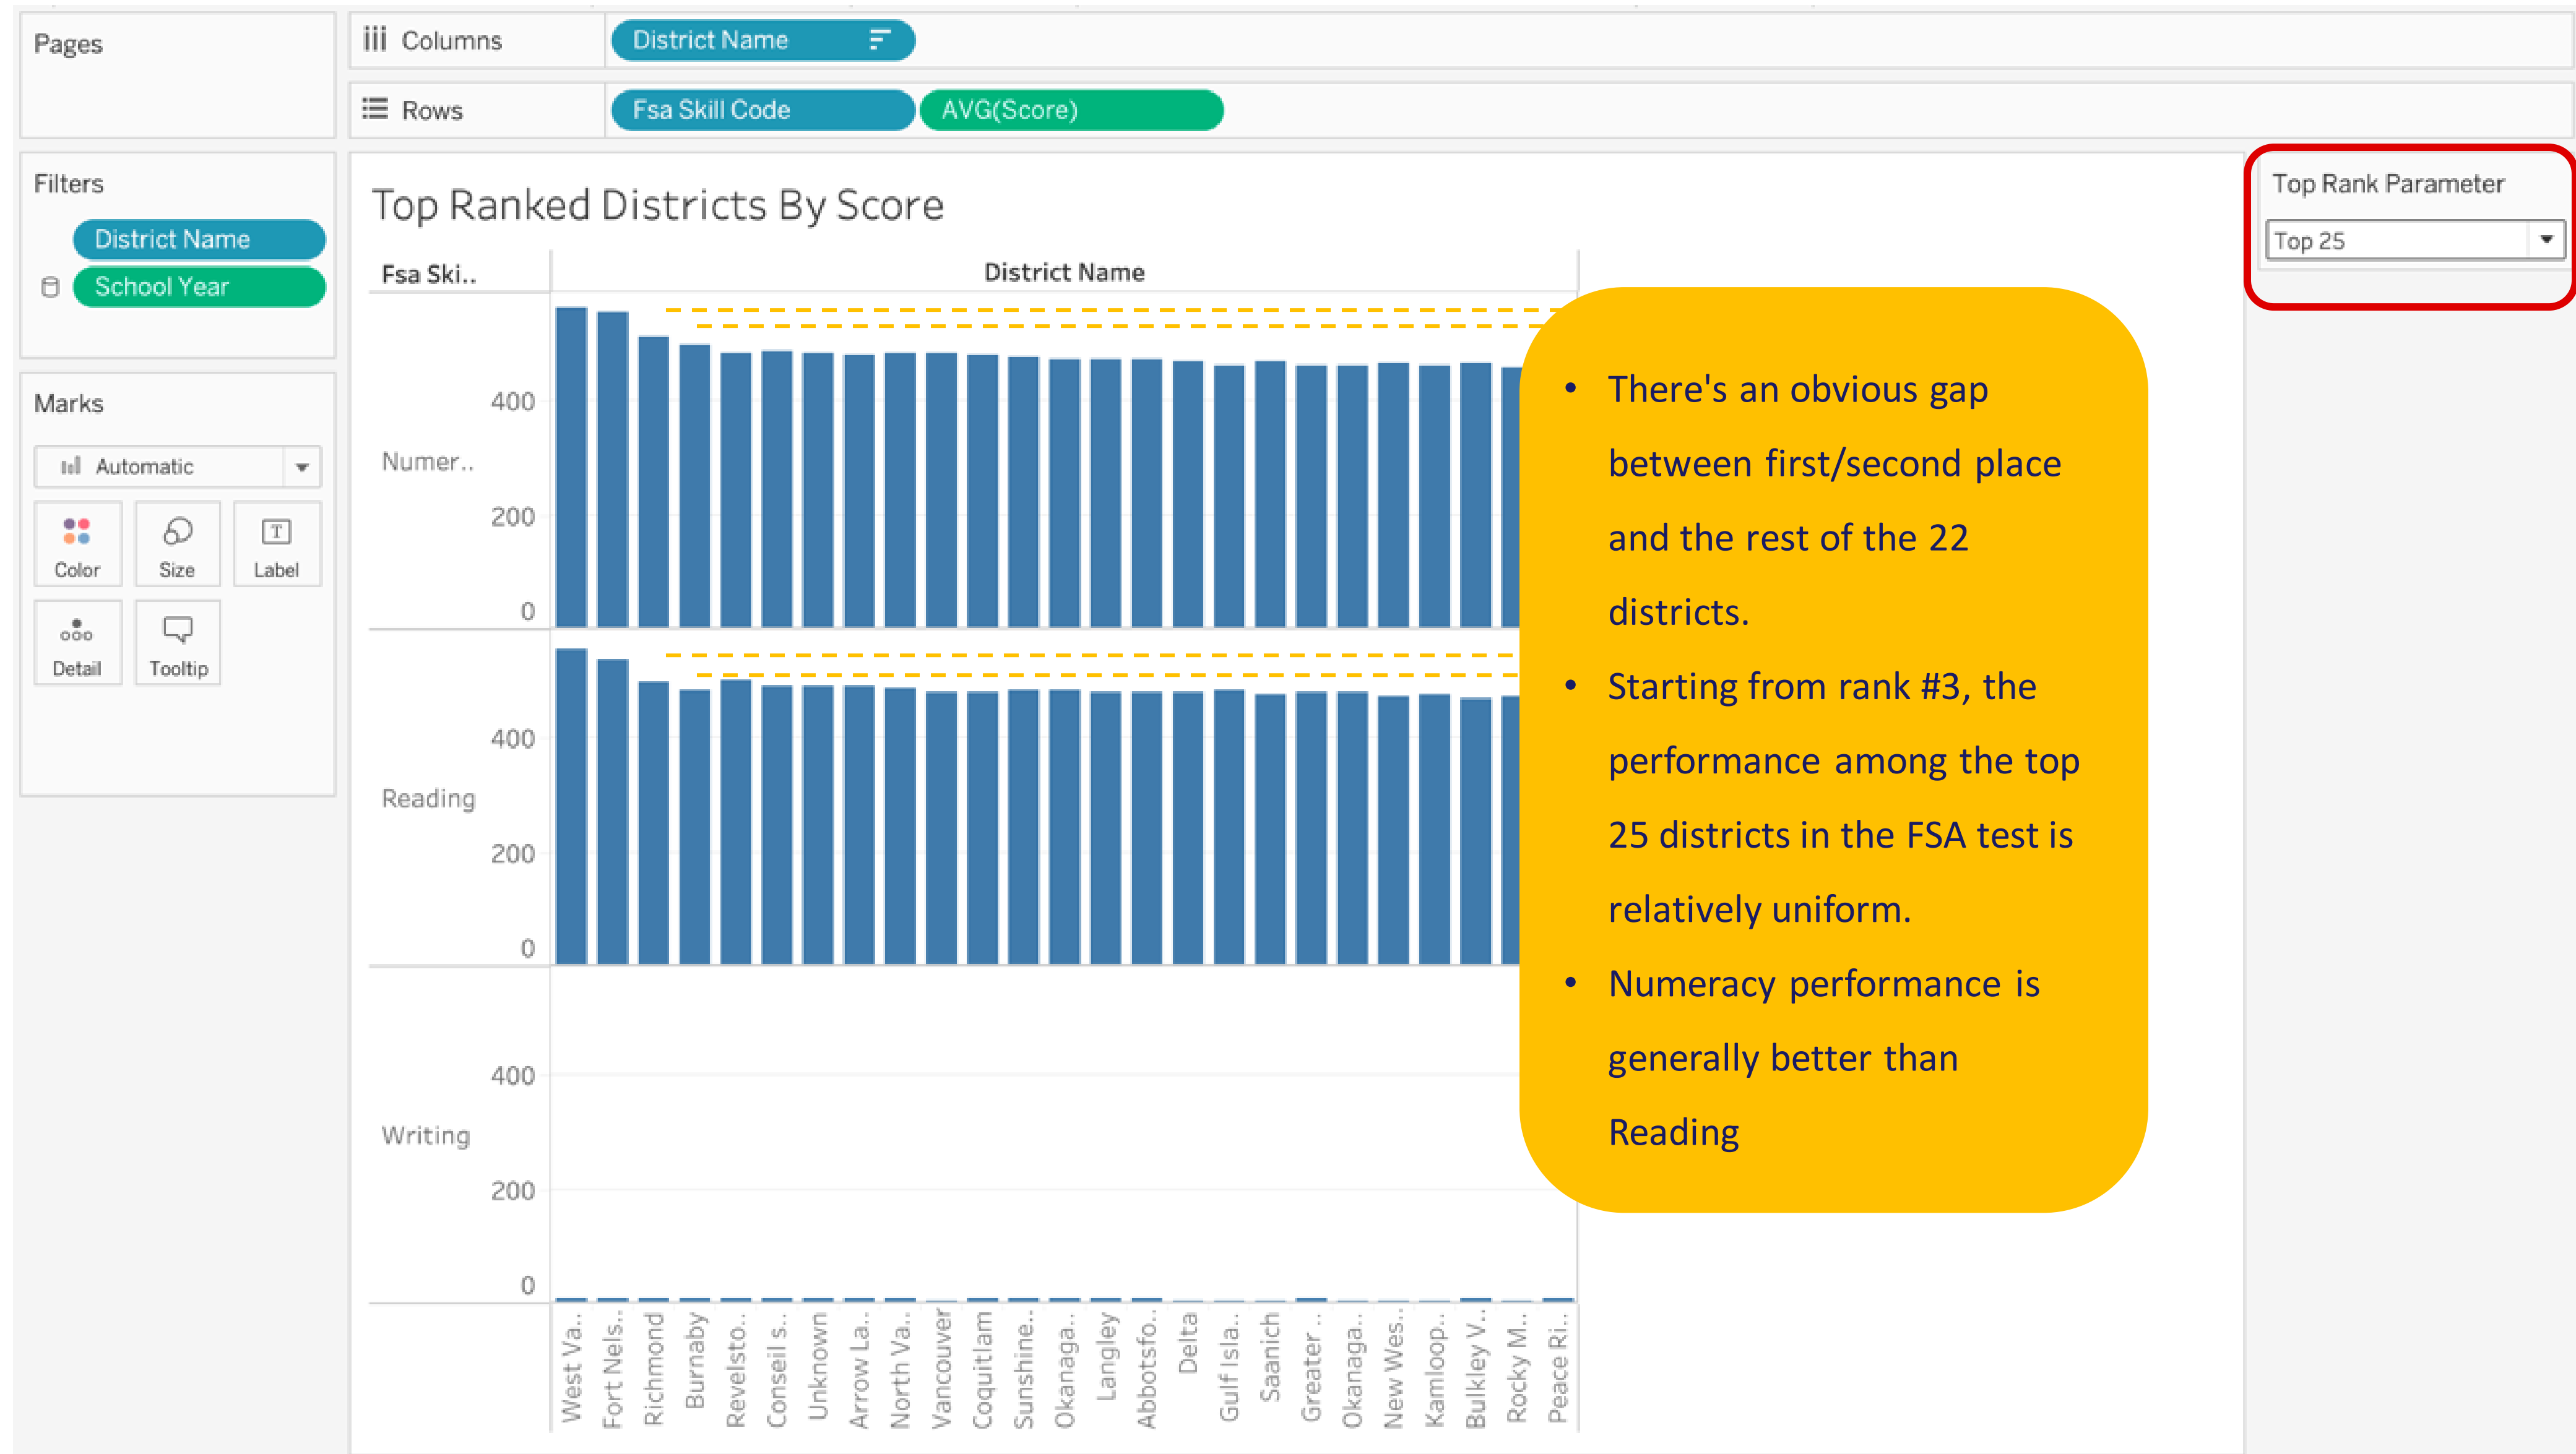 Pages
Columns
District Name
Rows
Fsa Skill Code
AVG(Score)
Filters
District Name
School Year
Marks
Automatic
Color
Size
Label
Detail
Tooltip
Top Ranked Districts By Score
Fsa Ski..
District Name
Numer..
400
200
0
Reading
400
200
0
Writing
400
200
0
West Va..
Fort Nels..
Richmond
Burnaby
Revelsto..
Conseil s..
Unknown
Arrow La..
North Va..
Vancouver
Coquitlam
Sunshine..
Okanaga..
Langley
Abbotsfo..
Delta
Gulf Isla..
Saanich
Greater ..
Okanaga..
New Wes..
Kamloop..
Bulkley V..
Rocky M..
Peace Ri..
• There's an obvious gap
between first/second place
and the rest of the 22
districts.
• Starting from rank #3, the
performance among the top
25 districts in the FSA test is
relatively uniform.
• Numeracy performance is
generally better than
Reading
Top Rank Parameter
Top 25